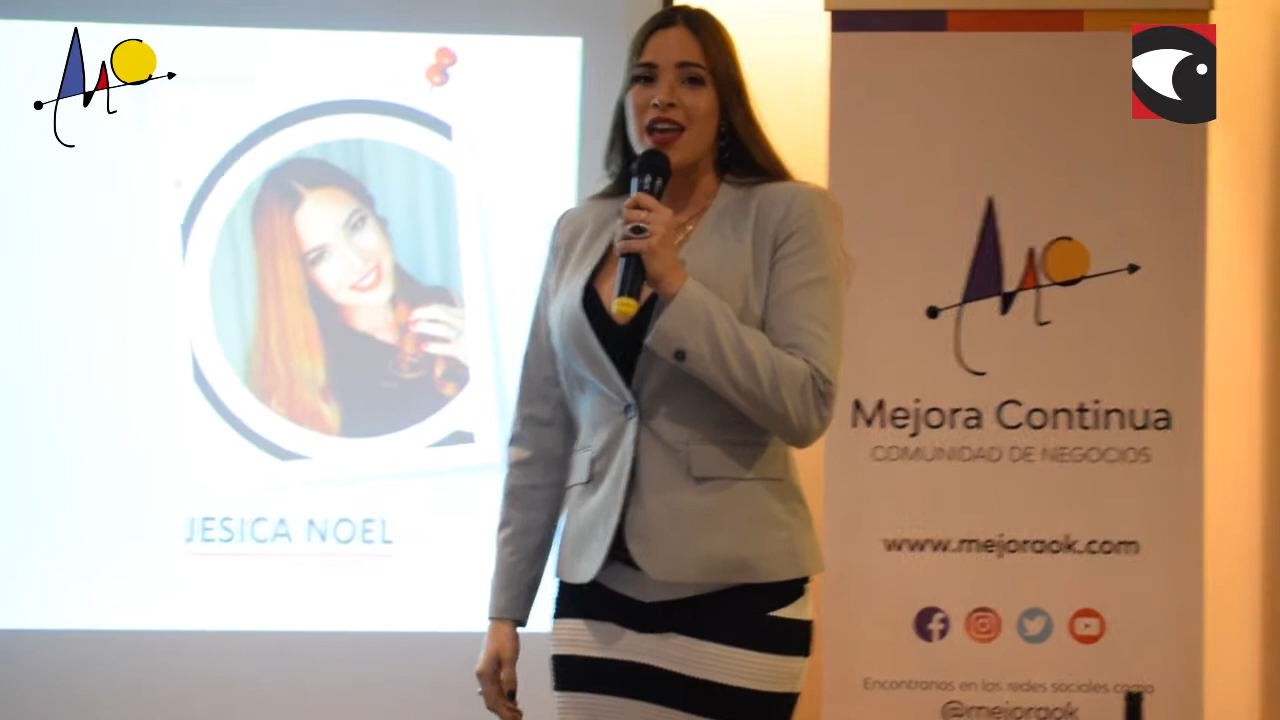 JESICA NOEL
Mejora Continua
COMUNIDAD DE NEGOCIOS
www.mejoraok.com
Encontranos en las redes sociales como
@mejoraok